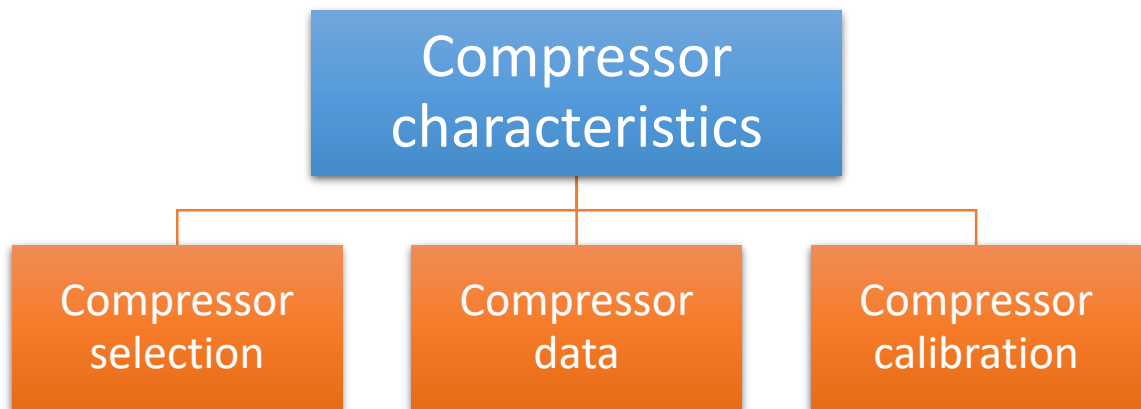 Compressor
characteristics
Compressor
selection
Compressor
data
Compressor
calibration